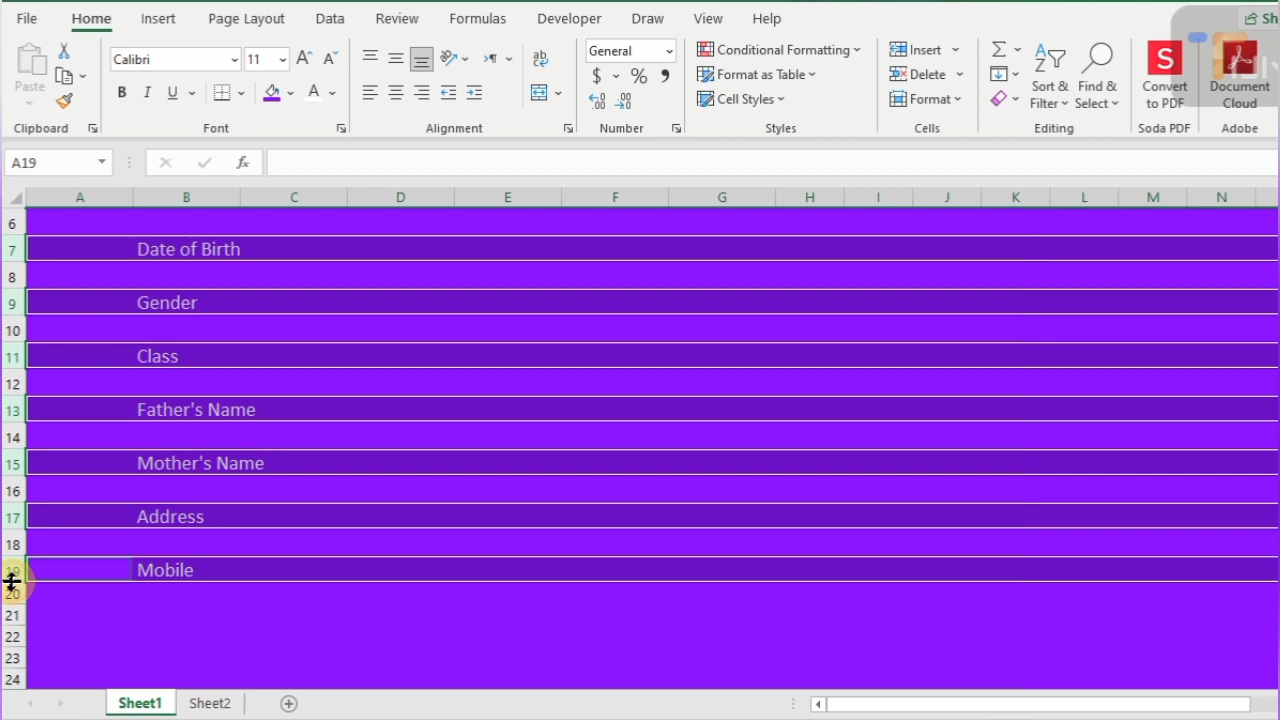 File Home Insert Page Layout Data Review Formulas Developer Draw View Help Sh
Paste
Calibri 11 General Conditional Formatting Insert
Format as Table Delete
Cell Styles Format
B I U A $ %
Sort & Filter Find & Select Convert to PDF Document Cloud
Clipboard Font Alignment Number Styles Cells Editing Soda PDF Adobe
A19 fx
A B C D E F G H I J K L M N
6
7 Date of Birth
8
9 Gender
10
11 Class
12
13 Father's Name
14
15 Mother's Name
16
17 Address
18
19 Mobile
20
21
22
23
24
Sheet1 Sheet2